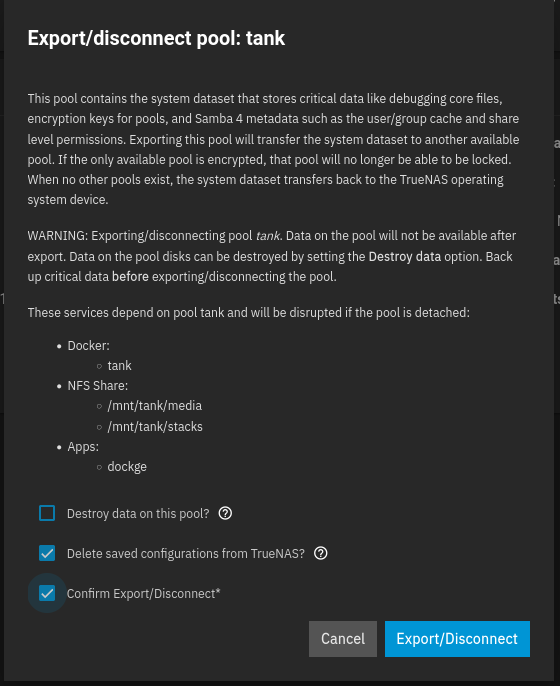 Export/disconnect pool: tank
This pool contains the system dataset that stores critical data like debugging core files,
encryption keys for pools, and Samba 4 metadata such as the user/group cache and share
level permissions. Exporting this pool will transfer the system dataset to another available
pool. If the only available pool is encrypted, that pool will no longer be able to be locked.
When no other pools exist, the system dataset transfers back to the TrueNAS operating
system device.
WARNING: Exporting/disconnecting pool tank. Data on the pool will not be available after
export. Data on the pool disks can be destroyed by setting the Destroy data option. Back
up critical data before exporting/disconnecting the pool.
These services depend on pool tank and will be disrupted if the pool is detached:
• Docker:
◦ tank
• NFS Share:
◦ /mnt/tank/media
◦ /mnt/tank/stacks
• Apps:
◦ dockge
Destroy data on this pool?
Delete saved configurations from TrueNAS?
Confirm Export/Disconnect*
Cancel Export/Disconnect